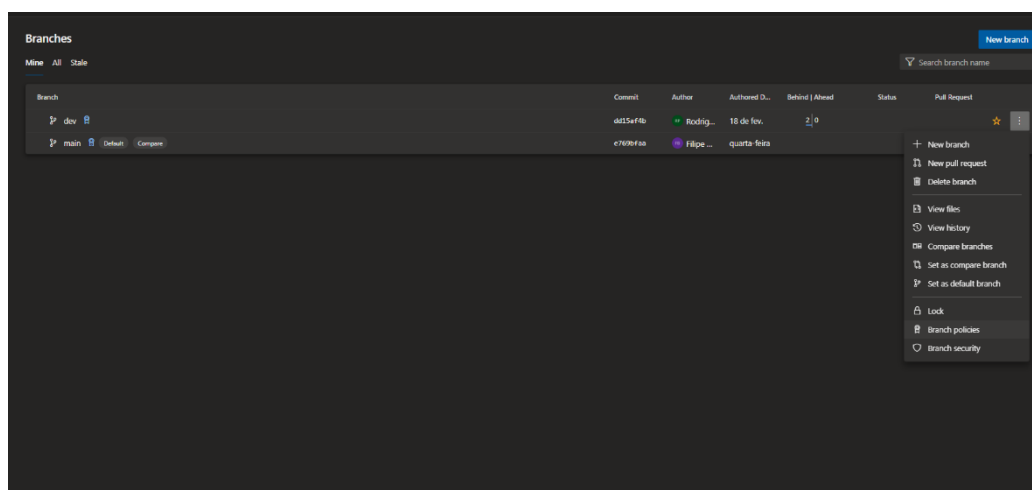 Branches
New branch
Mine All Stale
Search branch name
Branch Commit Author Authored D... Behind | Ahead Status Pull Request
dev dd15af4b Rodrig... 18 de fev. 2 | 0
main Default Compare e769bfaa Filipe ... quarta-feira
New branch
New pull request
Delete branch
View files
View history
Compare branches
Set as compare branch
Set as default branch
Lock
Branch policies
Branch security